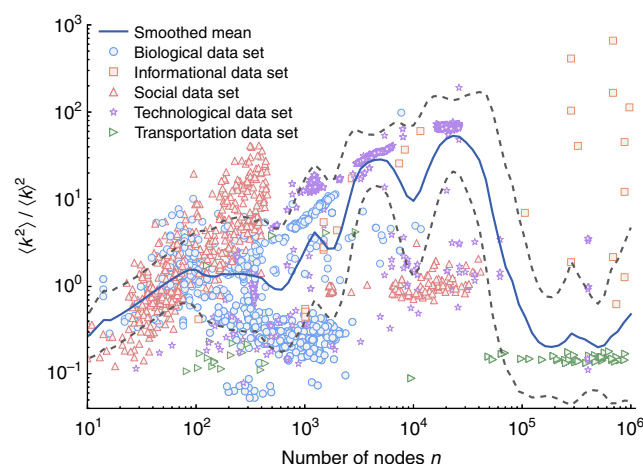 10³
Smoothed mean
Biological data set
Informational data set
Social data set
Technological data set
Transportation data set
10²
10¹
10⁰
10⁻¹
⟨k²⟩ / ⟨k⟩²
10¹ 10² 10³ 10⁴ 10⁵ 10⁶
Number of nodes n